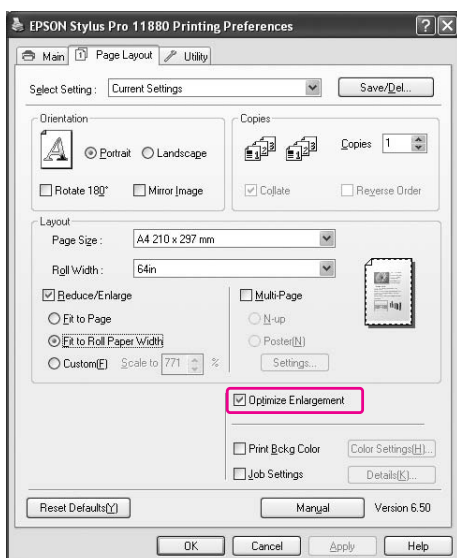 EPSON Stylus Pro 11880 Printing Preferences
Main Page Layout Utility
Select Setting : Current Settings Save/Del...
Orientation
A
Portrait Landscape
Rotate 180° Mirror Image
Copies
Copies 1
Collate Reverse Order
Layout
Page Size : A4 210 x 297 mm
Roll Width : 64in
Reduce/Enlarge
Fit to Page
Fit to Roll Paper Width
Custom(F) Scale to 771 %
Multi-Page
N-up
Poster(N)
Settings...
Optimize Enlargement
Print Bckg Color Color Settings(H)...
Job Settings Details(K)...
Reset Defaults(Y) Manual Version 6.50
OK Cancel Apply Help